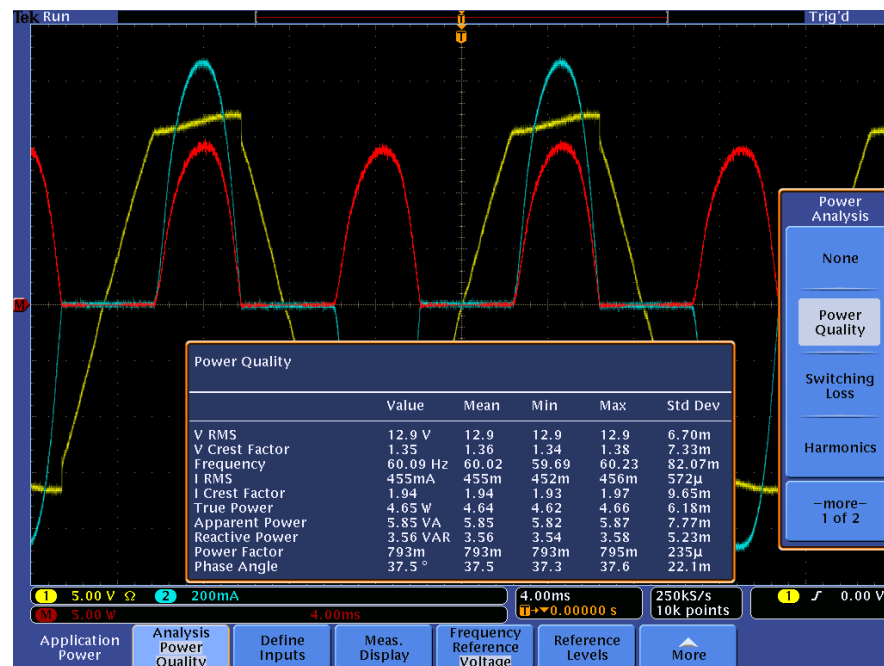 Tek Run Trig'd
T
T
M
Power Quality
Value Mean Min Max Std Dev
V RMS 12.9 V 12.9 12.9 12.9 6.70m
V Crest Factor 1.35 1.36 1.34 1.38 7.33m
Frequency 60.09 Hz 60.02 59.69 60.23 82.07m
I RMS 455mA 455m 452m 456m 572µ
I Crest Factor 1.94 1.94 1.93 1.97 9.65m
True Power 4.65 W 4.64 4.62 4.66 6.18m
Apparent Power 5.85 VA 5.85 5.82 5.87 7.77m
Reactive Power 3.56 VAR 3.56 3.54 3.58 5.23m
Power Factor 793m 793m 793m 795m 235µ
Phase Angle 37.5 ° 37.5 37.3 37.6 22.1m
Power
Analysis
None
Power
Quality
Switching
Loss
Harmonics
–more–
1 of 2
1 5.00 V Ω 2 200mA 4.00ms 250kS/s 1 0.00 V
M 5.00 W 4.00ms T→▼0.00000 s 10k points
Application
Power
Analysis
Power
Quality
Define
Inputs
Meas.
Display
Frequency
Reference
Voltage
Reference
Levels
More